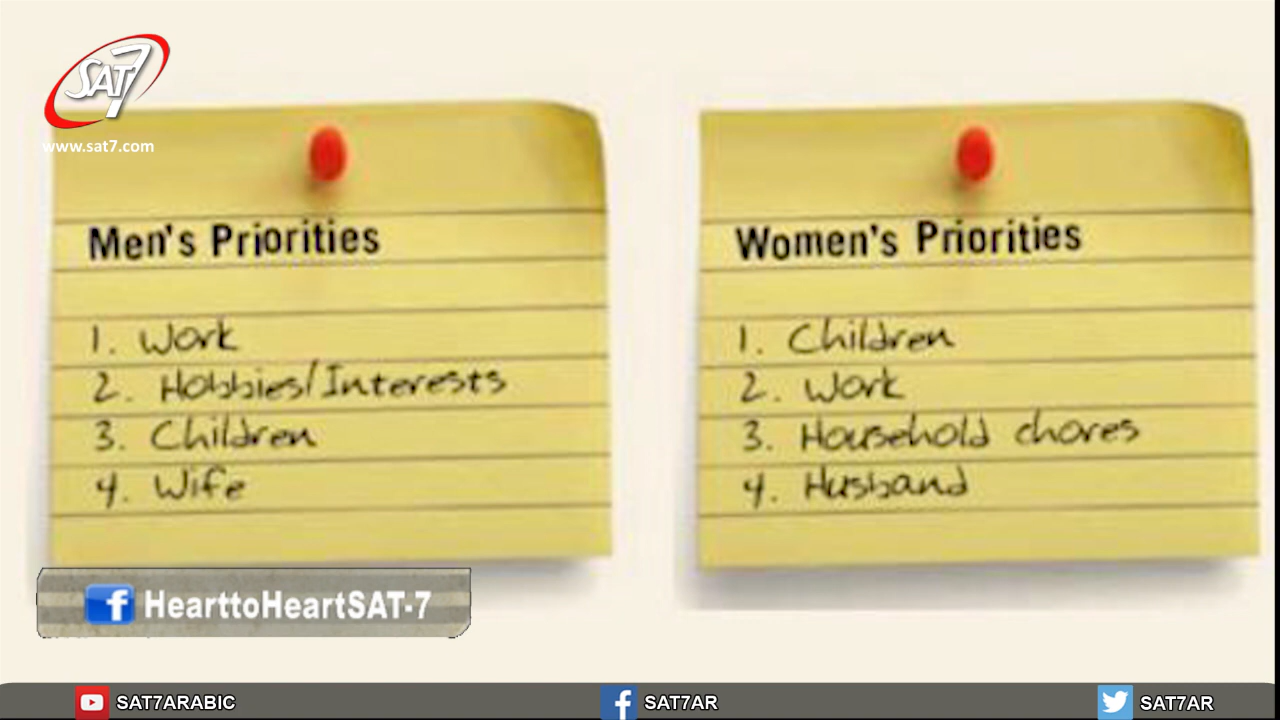 SAT7
www.sat7.com
Men's Priorities
1. Work
2. Hobbies/Interests
3. Children
4. Wife
Women's Priorities
1. Children
2. Work
3. Household chores
4. Husband
f HearttoHeartSAT-7
SAT7ARABIC
f SAT7AR
SAT7AR